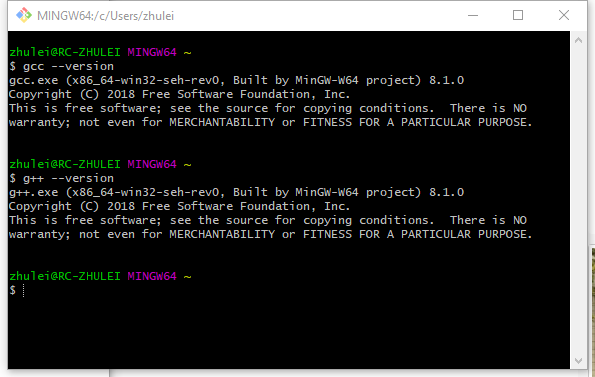 MINGW64:/c/Users/zhulei
zhulei@RC-ZHULEI MINGW64 ~
$ gcc --version
gcc.exe (x86_64-win32-seh-rev0, Built by MinGW-W64 project) 8.1.0
Copyright (C) 2018 Free Software Foundation, Inc.
This is free software; see the source for copying conditions.  There is NO
warranty; not even for MERCHANTABILITY or FITNESS FOR A PARTICULAR PURPOSE.
zhulei@RC-ZHULEI MINGW64 ~
$ g++ --version
g++.exe (x86_64-win32-seh-rev0, Built by MinGW-W64 project) 8.1.0
Copyright (C) 2018 Free Software Foundation, Inc.
This is free software; see the source for copying conditions.  There is NO
warranty; not even for MERCHANTABILITY or FITNESS FOR A PARTICULAR PURPOSE.
zhulei@RC-ZHULEI MINGW64 ~
$